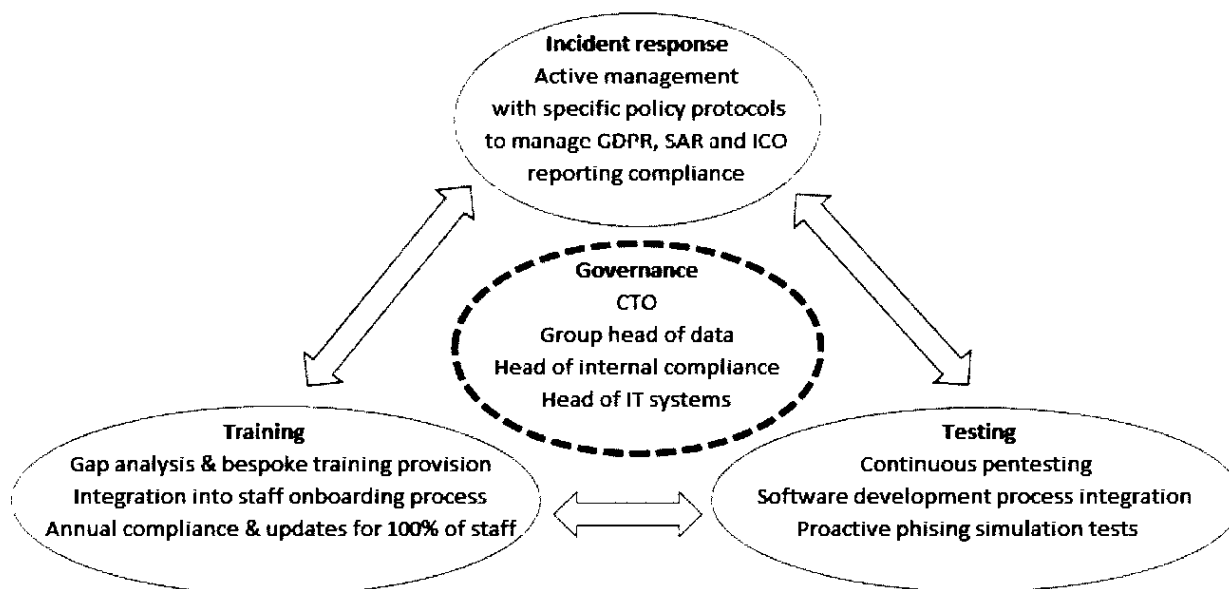 Incident response
Active management
with specific policy protocols
to manage GDPR, SAR and ICO
reporting compliance
Governance
CTO
Group head of data
Head of internal compliance
Head of IT systems
Training
Gap analysis & bespoke training provision
Integration into staff onboarding process
Annual compliance & updates for 100% of staff
Testing
Continuous pentesting
Software development process integration
Proactive phising simulation tests